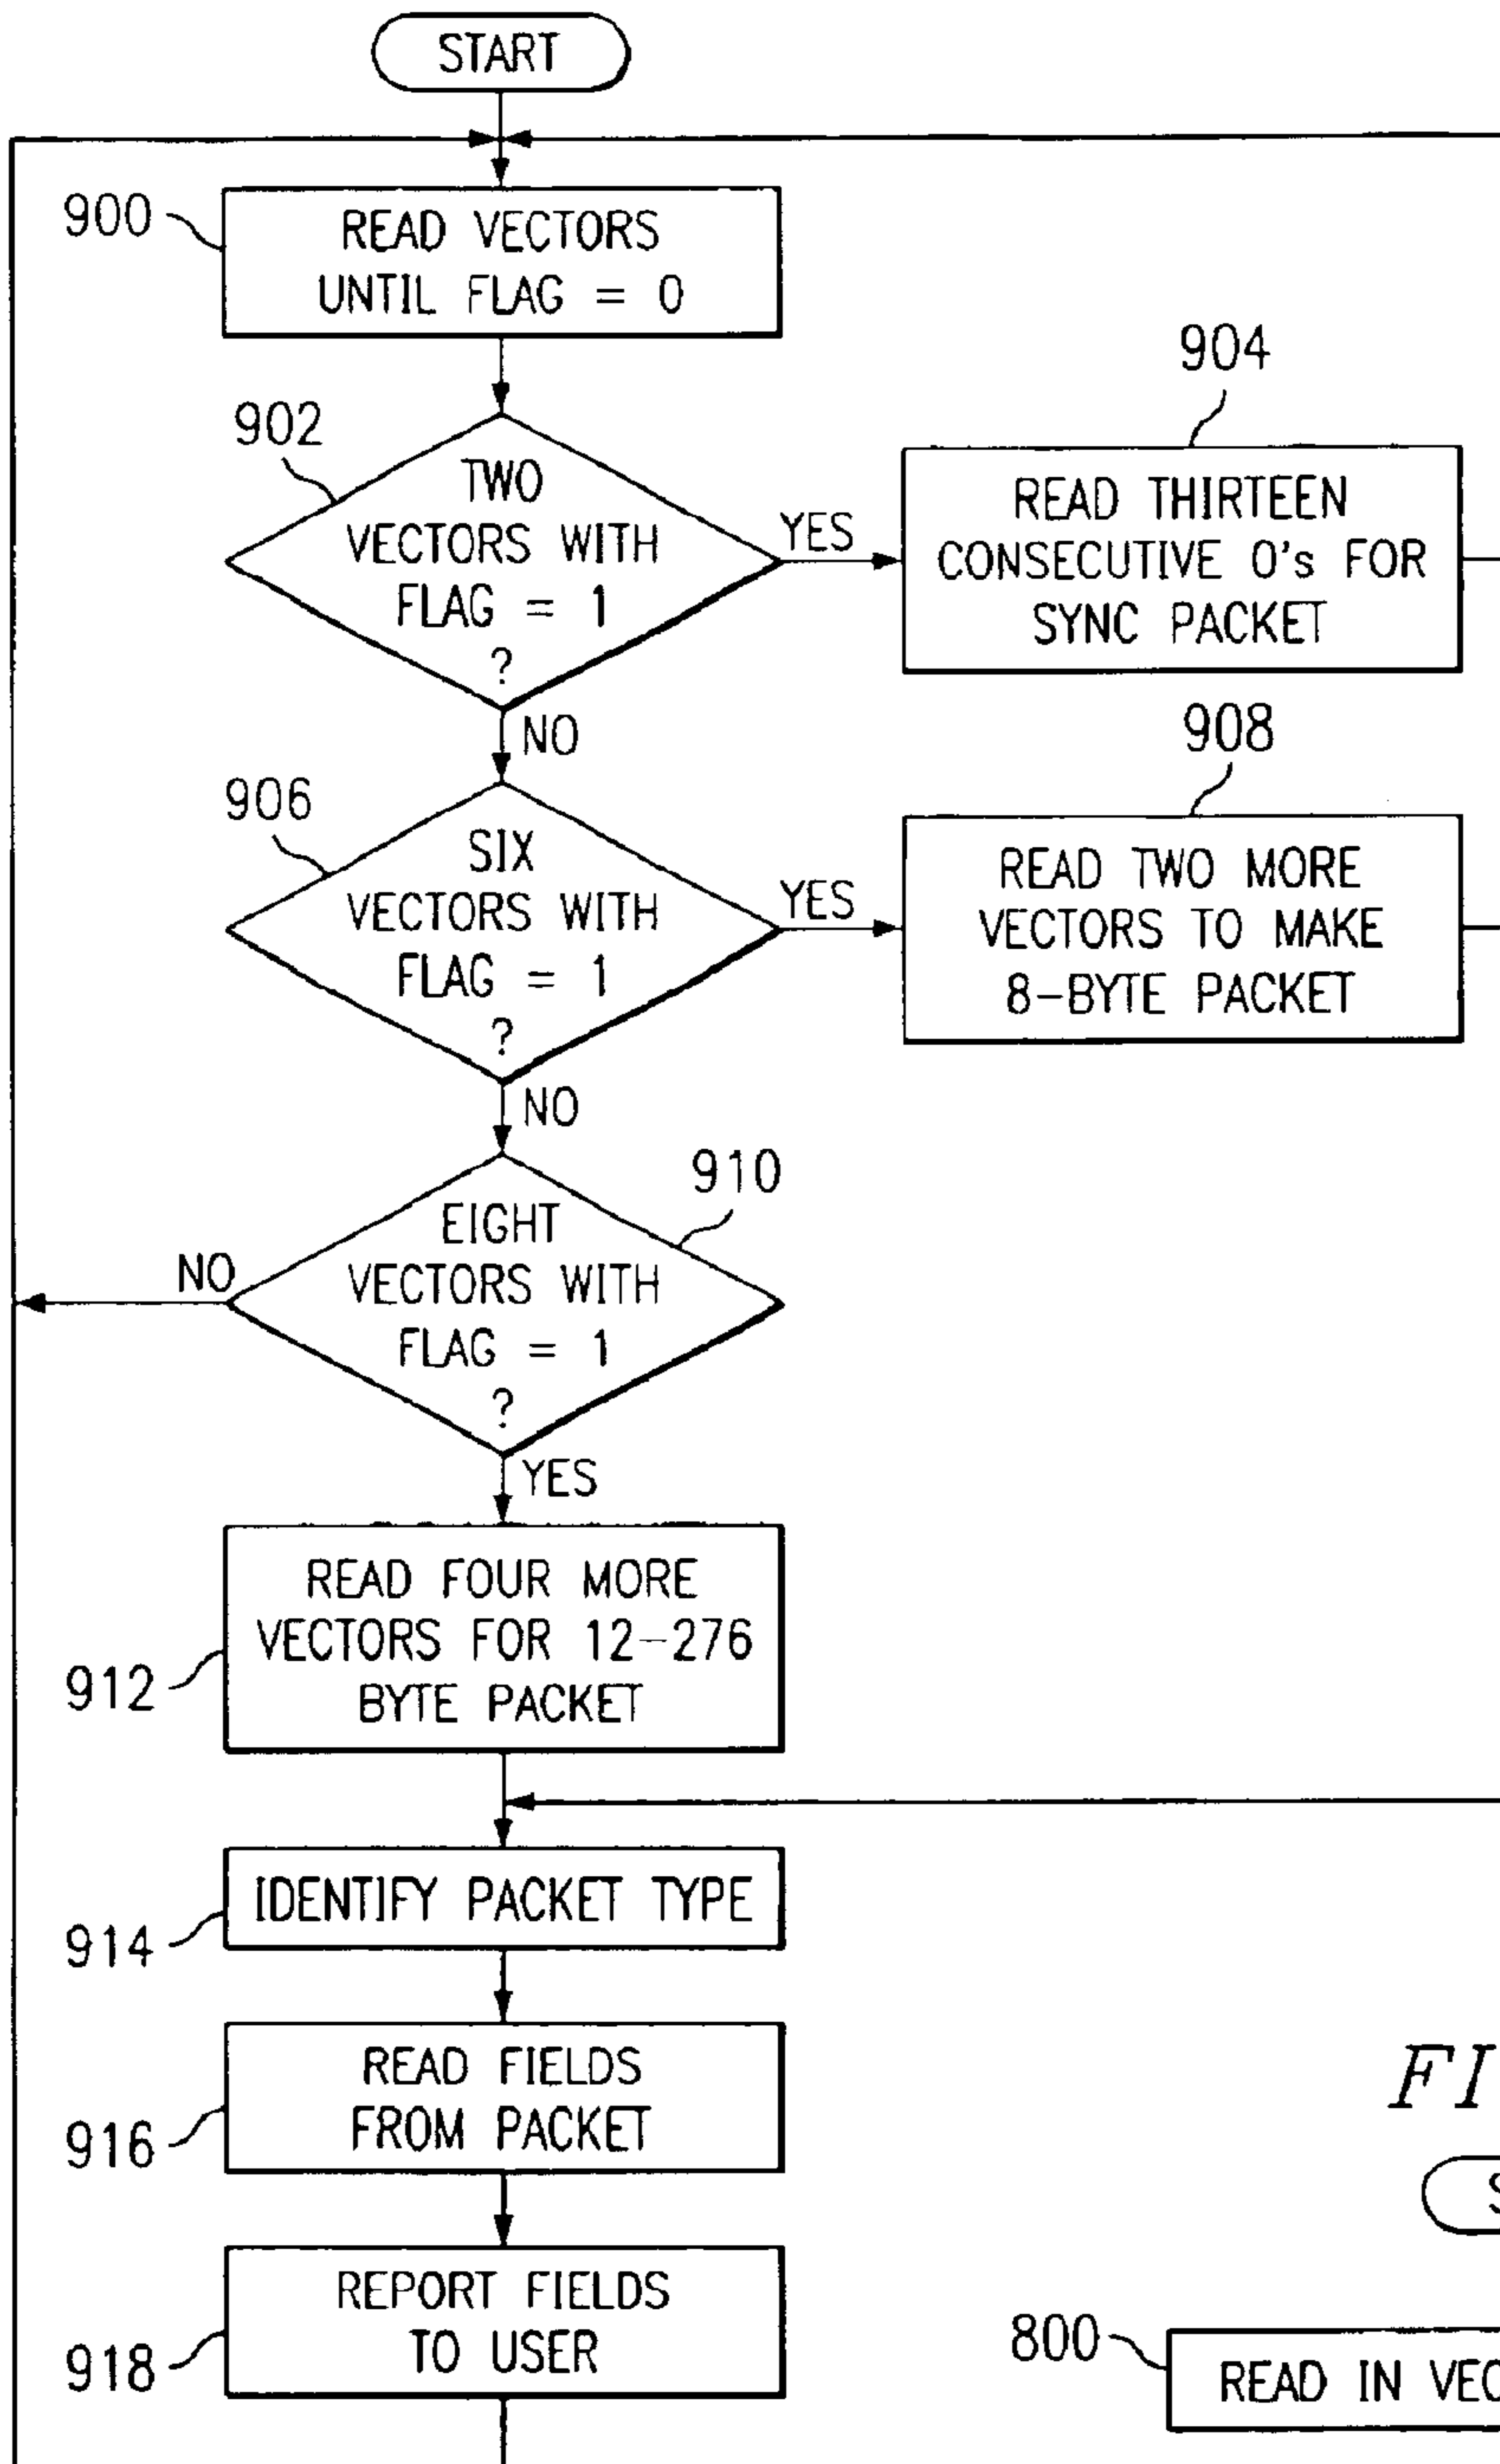 START
900
READ VECTORS
UNTIL FLAG = 0
902
TWO
VECTORS WITH
FLAG = 1
?
YES
904
READ THIRTEEN
CONSECUTIVE 0's FOR
SYNC PACKET
NO
906
SIX
VECTORS WITH
FLAG = 1
?
YES
908
READ TWO MORE
VECTORS TO MAKE
8-BYTE PACKET
NO
910
EIGHT
VECTORS WITH
FLAG = 1
?
NO
YES
912
READ FOUR MORE
VECTORS FOR 12-276
BYTE PACKET
914
IDENTIFY PACKET TYPE
916
READ FIELDS
FROM PACKET
918
REPORT FIELDS
TO USER
800
READ IN